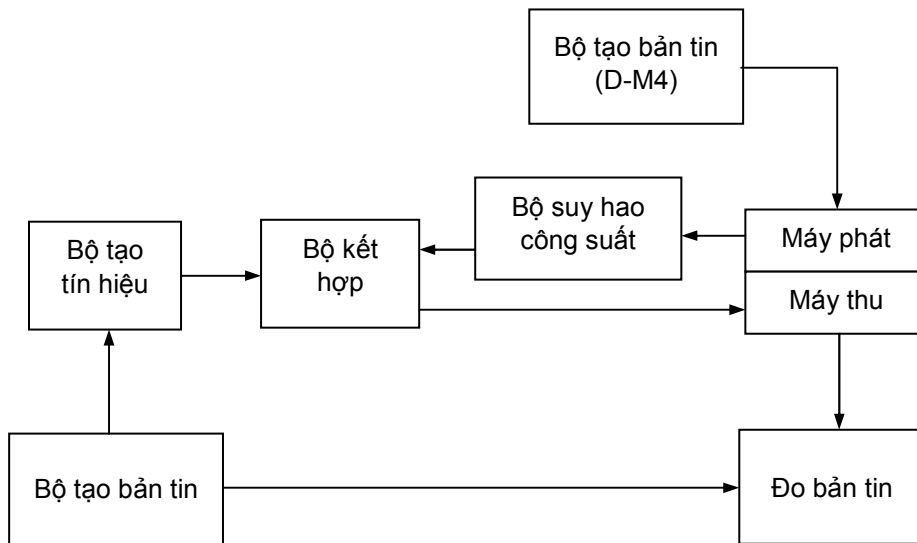 Bộ tạo bản tin
(D-M4)
Bộ suy hao
công suất
Máy phát
Bộ tạo
tín hiệu
Bộ kết
hợp
Máy thu
Bộ tạo bản tin
Đo bản tin